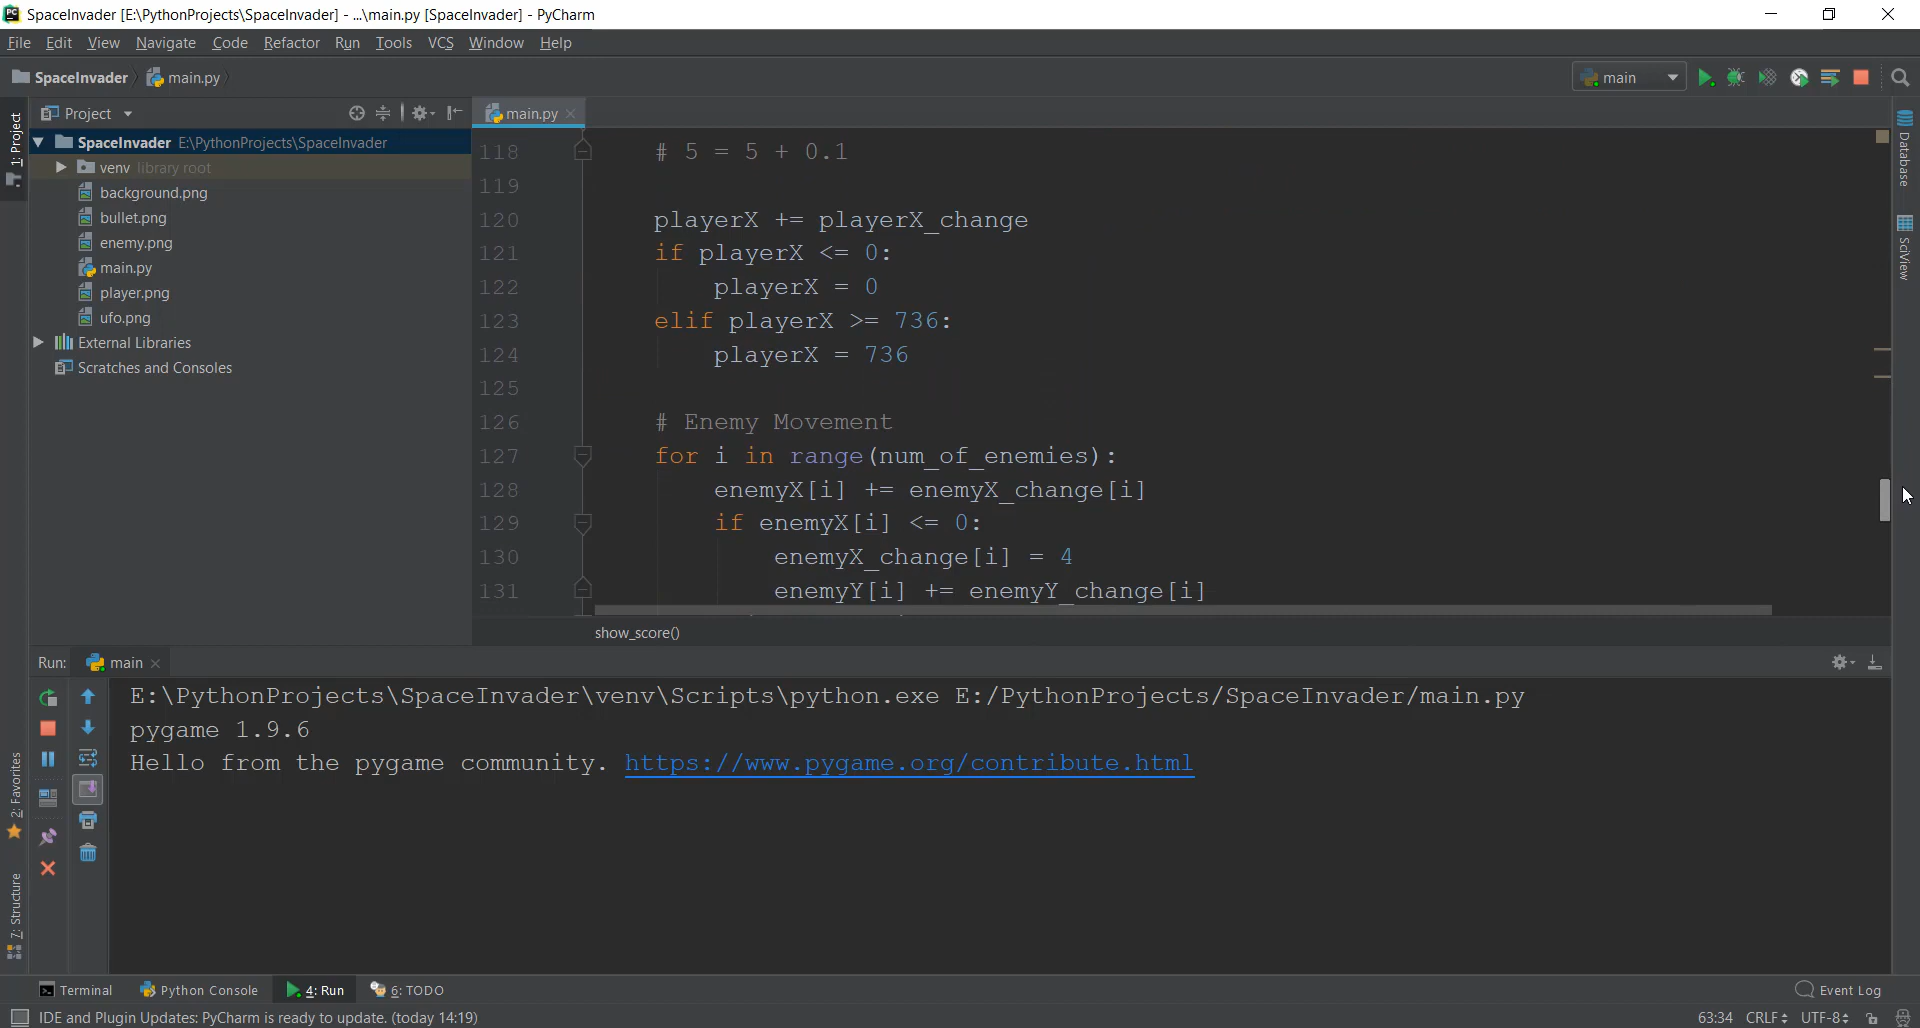 SpaceInvader [E:\PythonProjects\SpaceInvader] - ...\main.py [SpaceInvader] - PyCharm
File Edit View Navigate Code Refactor Run Tools VCS Window Help
SpaceInvader main.py
main
Project
main.py
SpaceInvader E:\PythonProjects\SpaceInvader
venv library root
background.png
bullet.png
enemy.png
main.py
player.png
ufo.png
External Libraries
Scratches and Consoles
1: Project
2: Favorites
7: Structure
118 # 5 = 5 + 0.1
119
120 playerX += playerX_change
121 if playerX <= 0:
122 playerX = 0
123 elif playerX >= 736:
124 playerX = 736
125
126 # Enemy Movement
127 for i in range(num_of_enemies):
128 enemyX[i] += enemyX_change[i]
129 if enemyX[i] <= 0:
130 enemyX_change[i] = 4
131 enemyY[i] += enemyY_change[i]
show_score()
Database
SciView
Run: main
E:\PythonProjects\SpaceInvader\venv\Scripts\python.exe E:/PythonProjects/SpaceInvader/main.py
pygame 1.9.6
Hello from the pygame community. https://www.pygame.org/contribute.html
Terminal Python Console 4: Run 6: TODO Event Log
IDE and Plugin Updates: PyCharm is ready to update. (today 14:19) 63:34 CRLF UTF-8